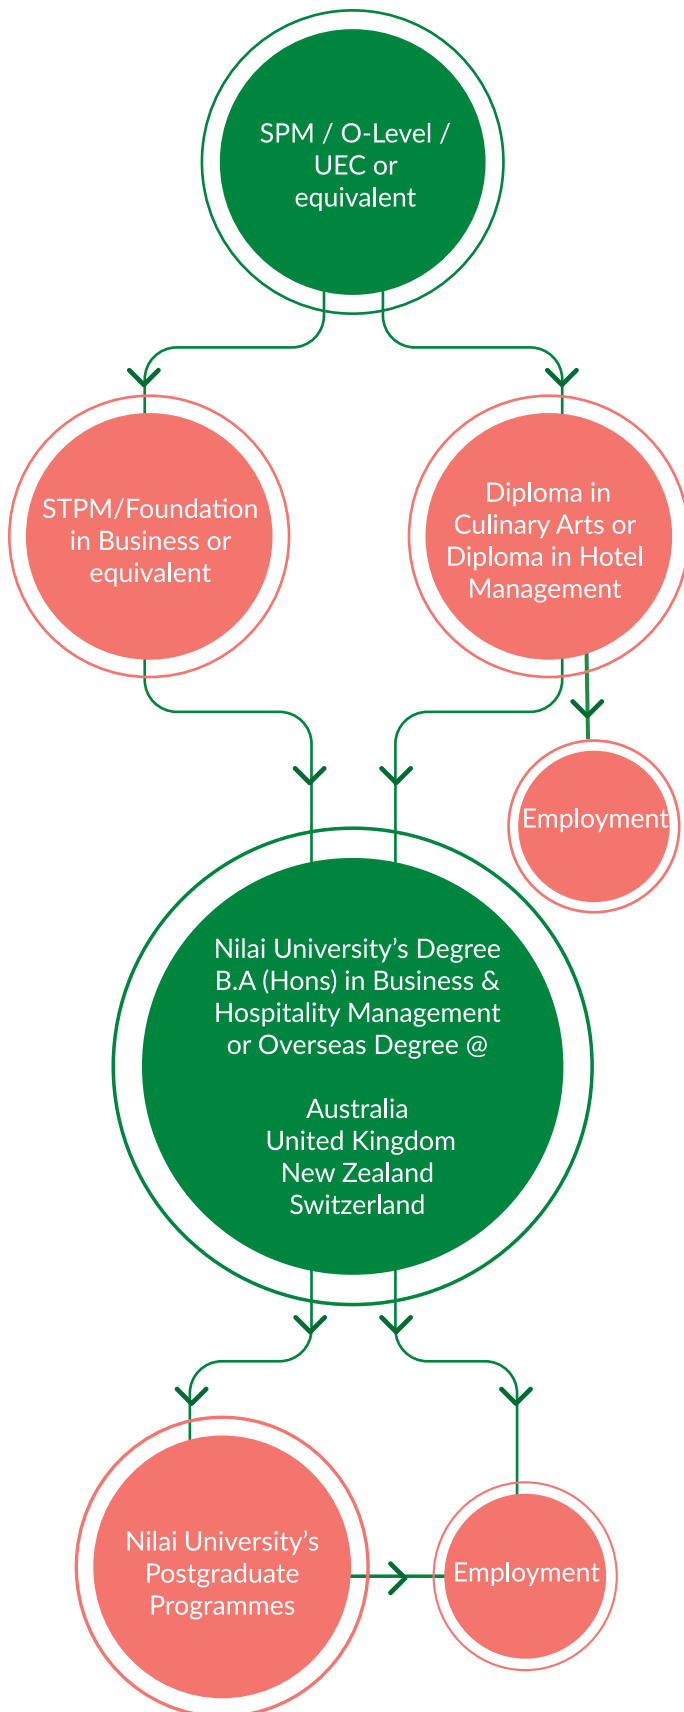 SPM / O-Level /
UEC or
equivalent
STPM/Foundation
in Business or
equivalent
Diploma in
Culinary Arts or
Diploma in Hotel
Management
Employment
Nilai University’s Degree
B.A (Hons) in Business &
Hospitality Management
or Overseas Degree @
Australia
United Kingdom
New Zealand
Switzerland
Nilai University’s
Postgraduate
Programmes
Employment